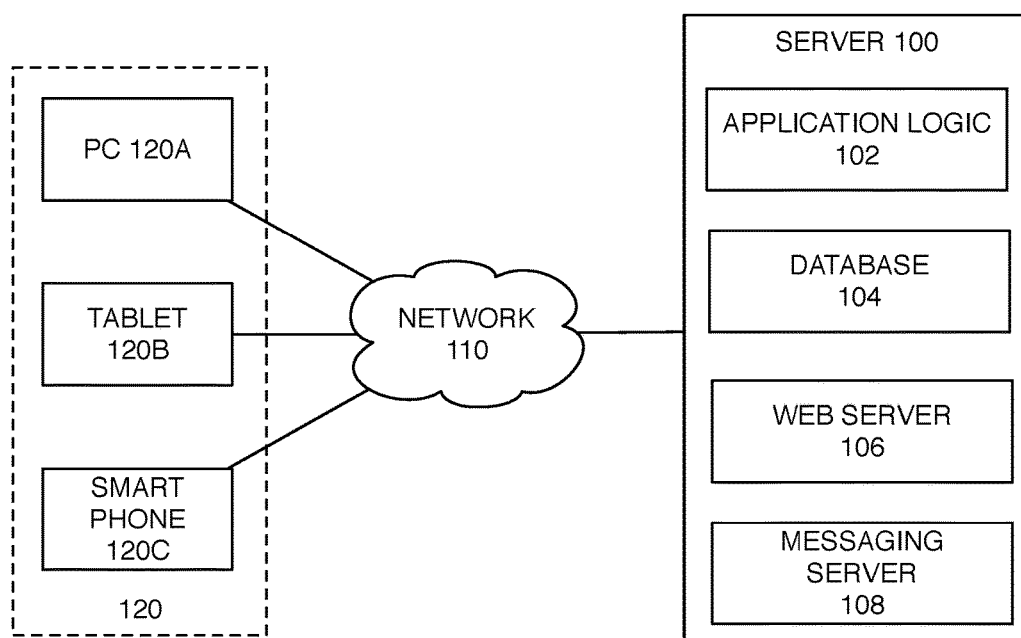 PC 120A
TABLET
120B
SMART
PHONE
120C
120
NETWORK
110
SERVER 100
APPLICATION LOGIC
102
DATABASE
104
WEB SERVER
106
MESSAGING
SERVER
108